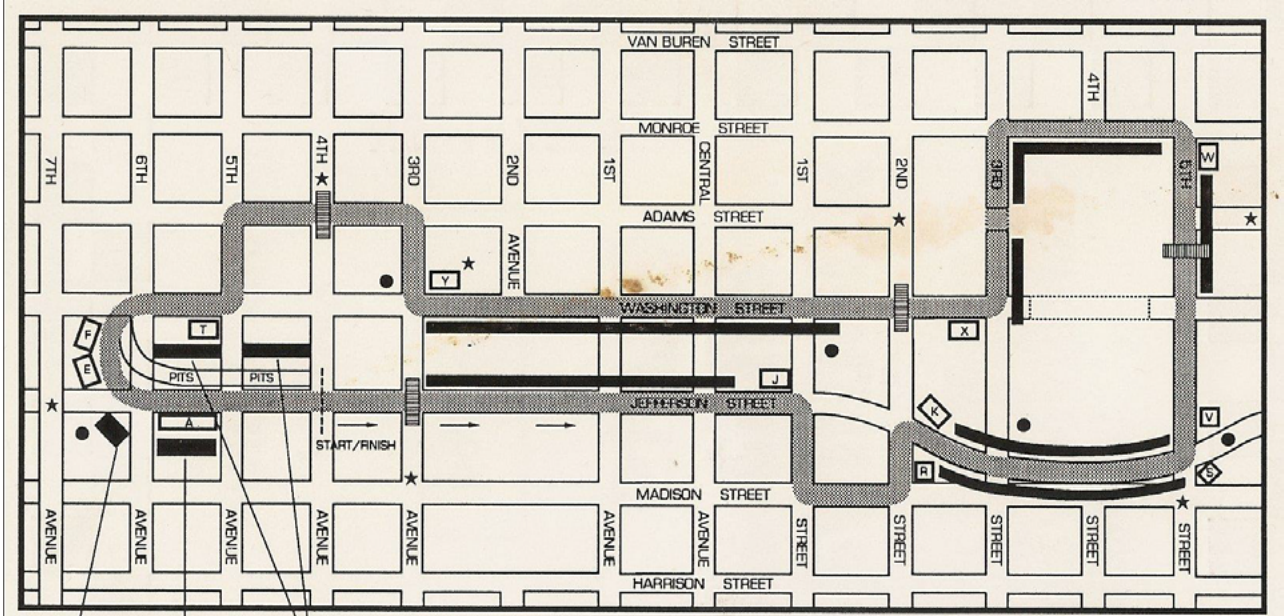 VAN BUREN STREET
4TH
MONROE STREET
7TH
6TH
5TH
4TH
3RD
2ND
1ST
CENTRAL
1ST
2ND
3RD
5TH
W
ADAMS STREET
AVENUE
Y
WASHINGTON STREET
F
T
X
E
PITS
PITS
J
JEFFERSON STREET
K
V
A
START/FINISH
R
S
MADISON STREET
AVENUE
AVENUE
AVENUE
AVENUE
AVENUE
AVENUE
AVENUE
STREET
STREET
STREET
STREET
STREET
HARRISON STREET